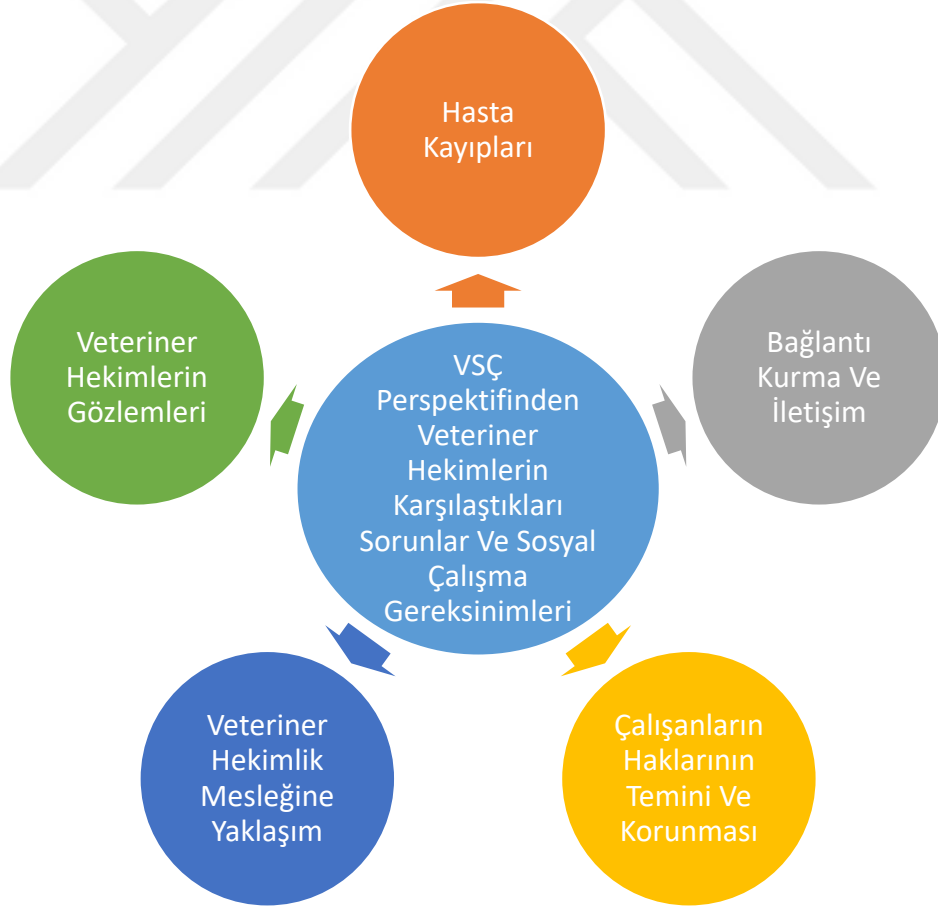 Hasta
Kayıpları
Bağlantı
Kurma Ve
İletişim
Çalışanların
Haklarının
Temini Ve
Korunması
Veteriner
Hekimlik
Mesleğine
Yaklaşım
Veteriner
Hekimlerin
Gözlemleri
VSÇ
Perspektifinden
Veteriner
Hekimlerin
Karşılaştıkları
Sorunlar Ve Sosyal
Çalışma
Gereksinimleri